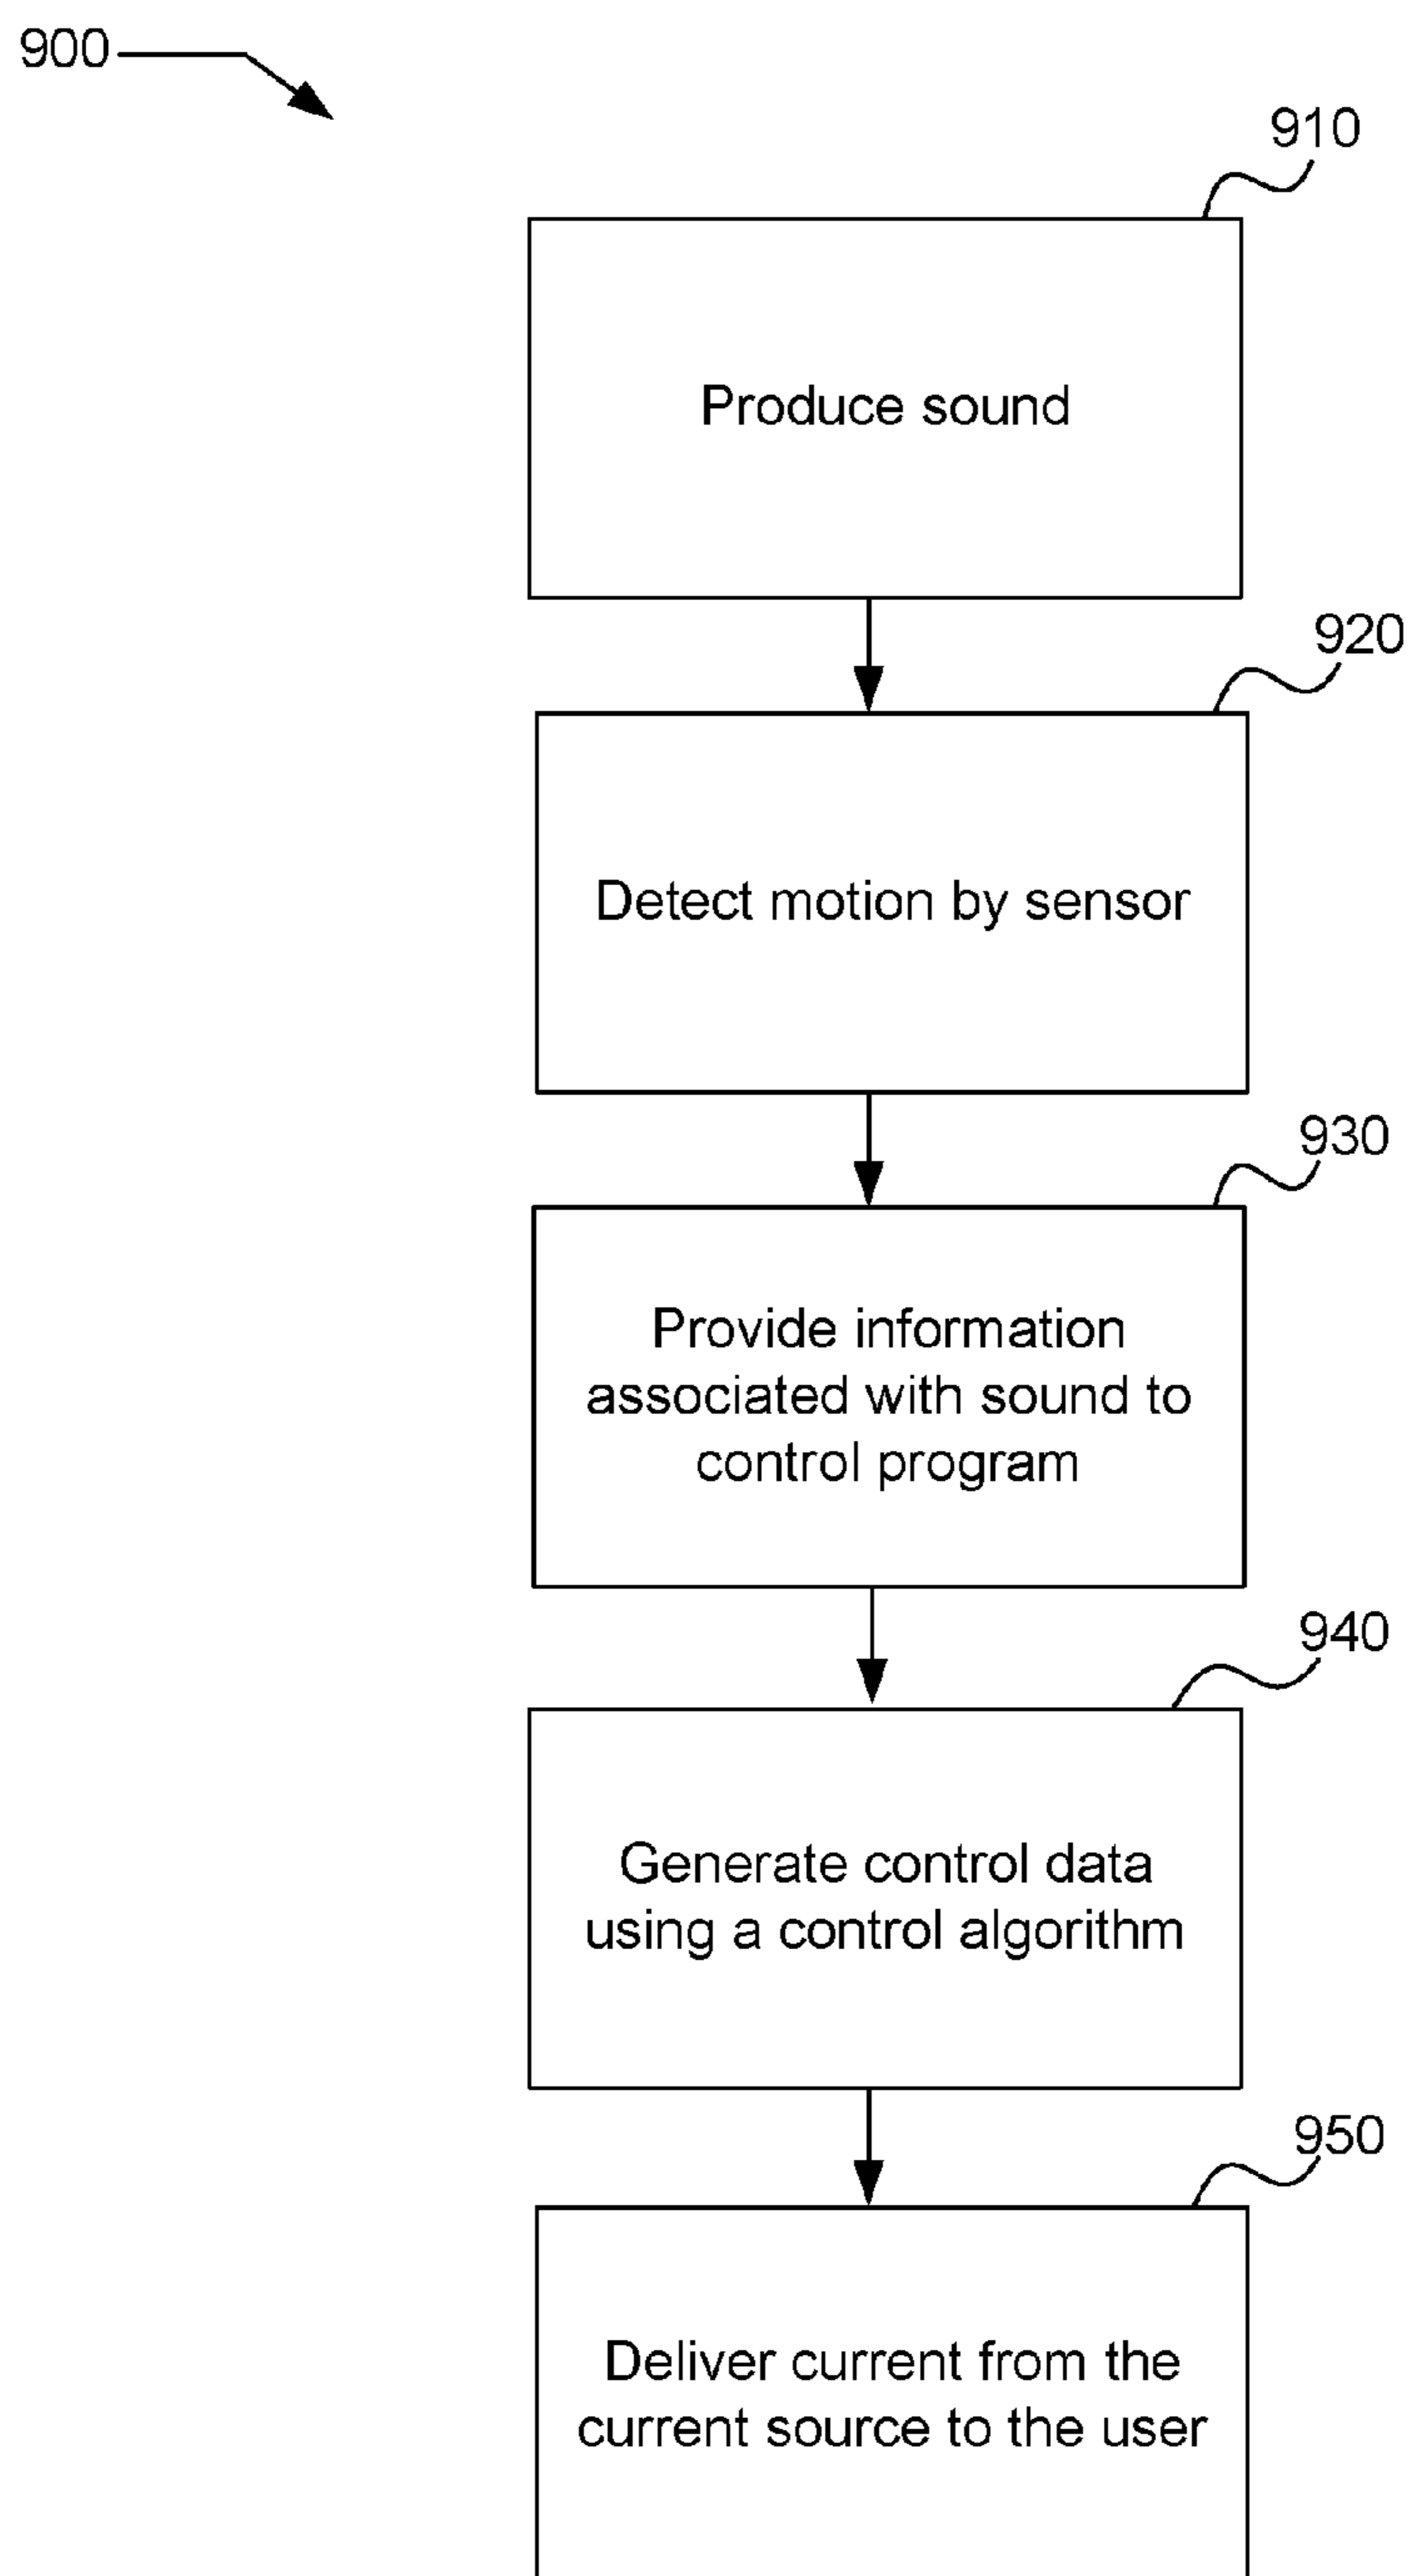 900
910
Produce sound
920
Detect motion by sensor
930
Provide information
associated with sound to
control program
940
Generate control data
using a control algorithm
950
Deliver current from the
current source to the user